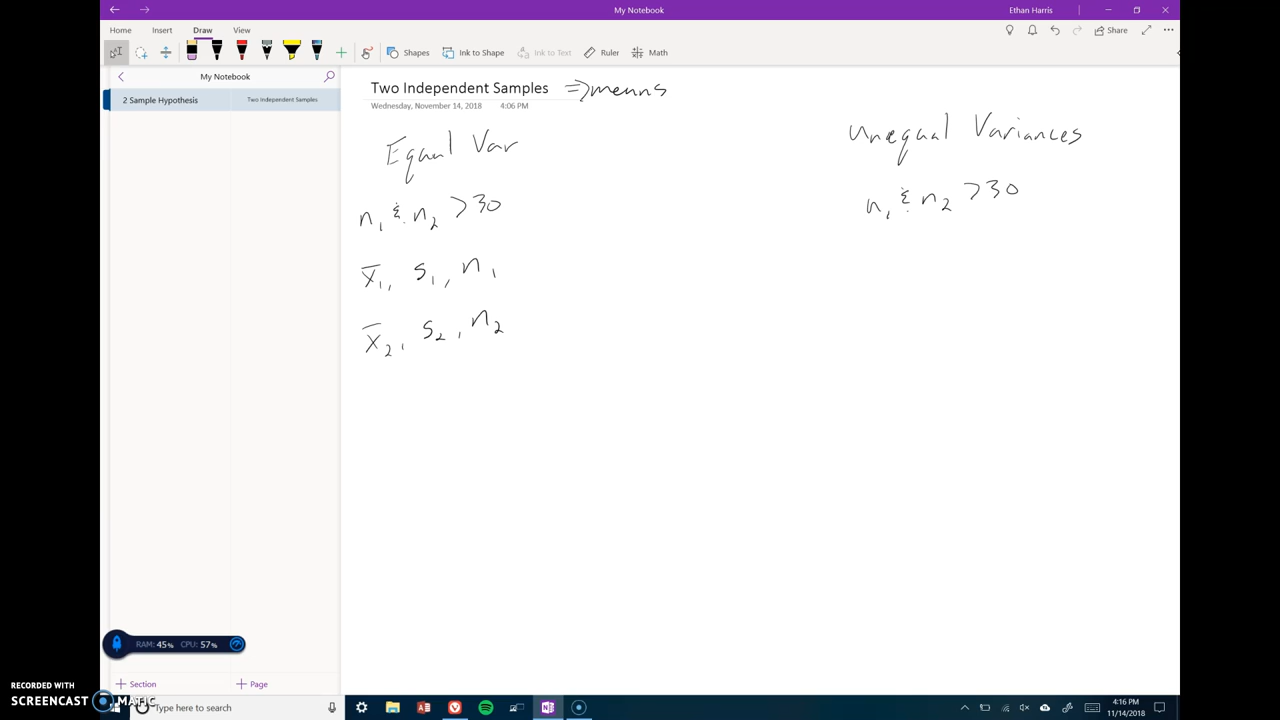 My Notebook
Ethan Harris
Home Insert Draw View
Share
Shapes Ink to Shape Ink to Text Ruler Math
My Notebook
2 Sample Hypothesis
Two Independent Samples
Two Independent Samples => means
Wednesday, November 14, 2018 4:06 PM
Equal Var
n₁ & n₂ > 30
x̄₁, s₁, n₁
x̄₂, s₂, n₂
Unequal Variances
n₁ & n₂ > 30
RAM: 45% CPU: 57%
+ Section + Page
RECORDED WITH
SCREENCAST MATIC
Type here to search
4:16 PM
11/14/2018